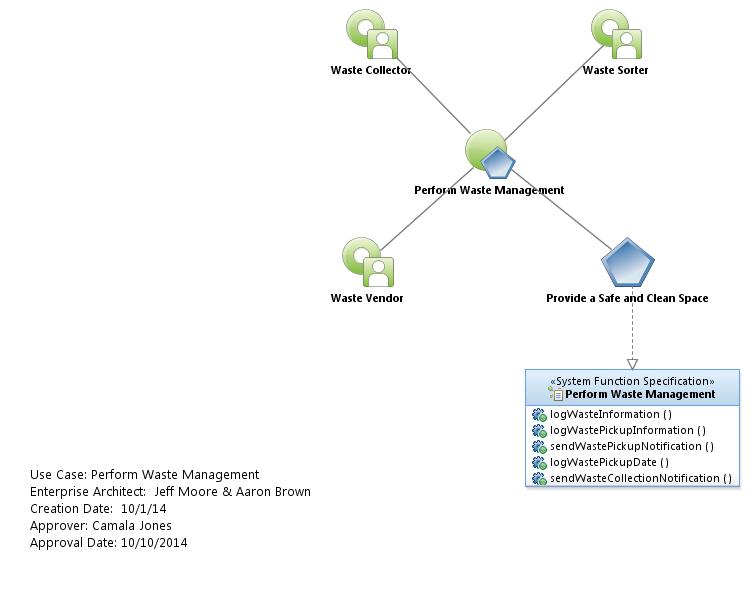 Waste Collector
Waste Sorter
Perform Waste Management
Waste Vendor
Provide a Safe and Clean Space
«System Function Specification»
Perform Waste Management
logWasteInformation ( )
logWastePickupInformation ( )
sendWastePickupNotification ( )
logWastePickupDate ( )
sendWasteCollectionNotification ( )
Use Case: Perform Waste Management
Enterprise Architect:  Jeff Moore & Aaron Brown
Creation Date:  10/1/14
Approver: Camala Jones
Approval Date: 10/10/2014